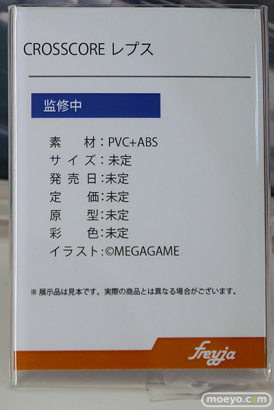 CROSSCORE レプス
監修中
素　材：PVC+ABS
サ イ ズ：未定
発 売 日：未定
定　価：未定
原　型：未定
彩　色：未定
イラスト：©MEGAGAME
※ 展示品は見本です。実際の商品とは異なる場合がございます。
freyja
moeyo.com